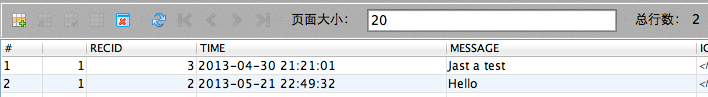 页面大小： 20 总行数： 2
# RECID TIME MESSAGE
1 1 3 2013-04-30 21:21:01 Jast a test
2 1 2 2013-05-21 22:49:32 Hello